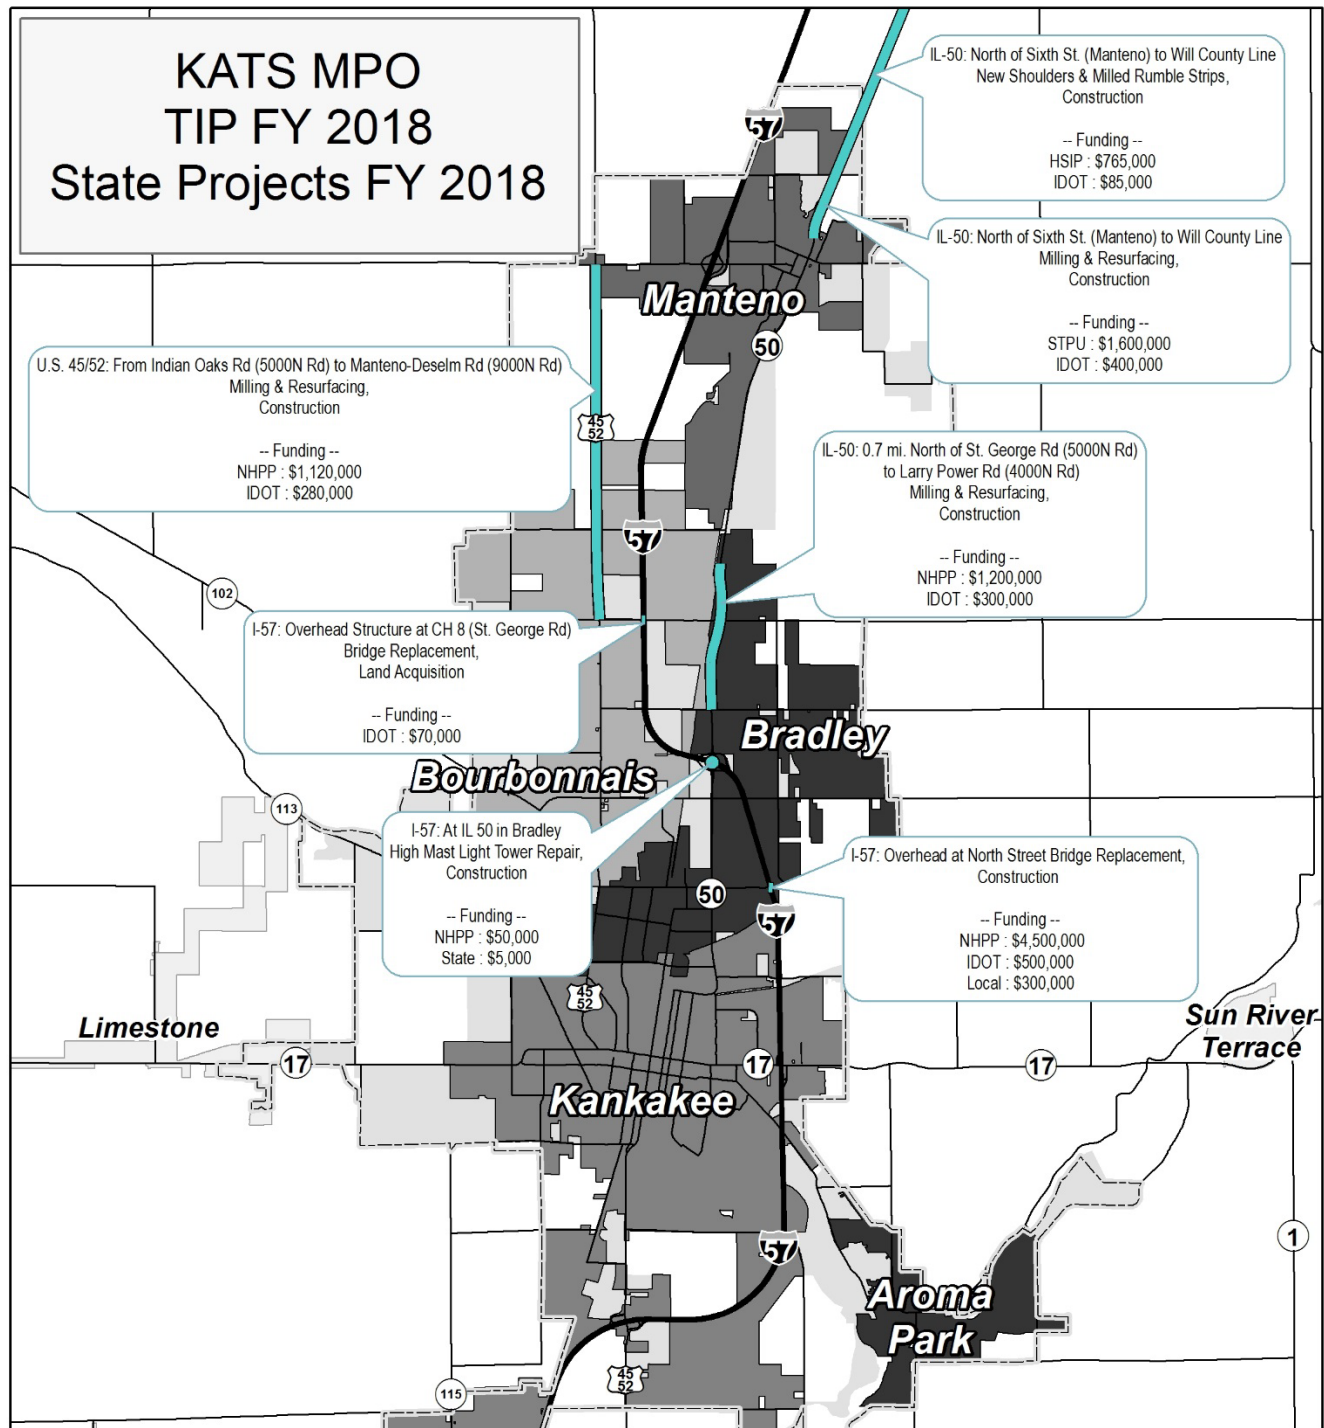 KATS MPO
TIP FY 2018
State Projects FY 2018
IL-50: North of Sixth St. (Manteno) to Will County Line
New Shoulders & Milled Rumble Strips,
Construction
-- Funding --
HSIP : $765,000
IDOT : $85,000
57
IL-50: North of Sixth St. (Manteno) to Will County Line
Milling & Resurfacing,
Construction
-- Funding --
STPU : $1,600,000
IDOT : $400,000
Manteno
50
U.S. 45/52: From Indian Oaks Rd (5000N Rd) to Manteno-Deselm Rd (9000N Rd)
Milling & Resurfacing,
Construction
-- Funding --
NHPP : $1,120,000
IDOT : $280,000
45
52
IL-50: 0.7 mi. North of St. George Rd (5000N Rd)
to Larry Power Rd (4000N Rd)
Milling & Resurfacing,
Construction
-- Funding --
NHPP : $1,200,000
IDOT : $300,000
57
102
I-57: Overhead Structure at CH 8 (St. George Rd)
Bridge Replacement,
Land Acquisition
-- Funding --
IDOT : $70,000
Bradley
Bourbonnais
113
I-57: At IL 50 in Bradley
High Mast Light Tower Repair,
Construction
-- Funding --
NHPP : $50,000
State : $5,000
50
I-57: Overhead at North Street Bridge Replacement,
Construction
-- Funding --
NHPP : $4,500,000
IDOT : $500,000
Local : $300,000
57
45
52
Limestone
Sun River
Terrace
17
17
17
Kankakee
1
57
Aroma
Park
45
52
115